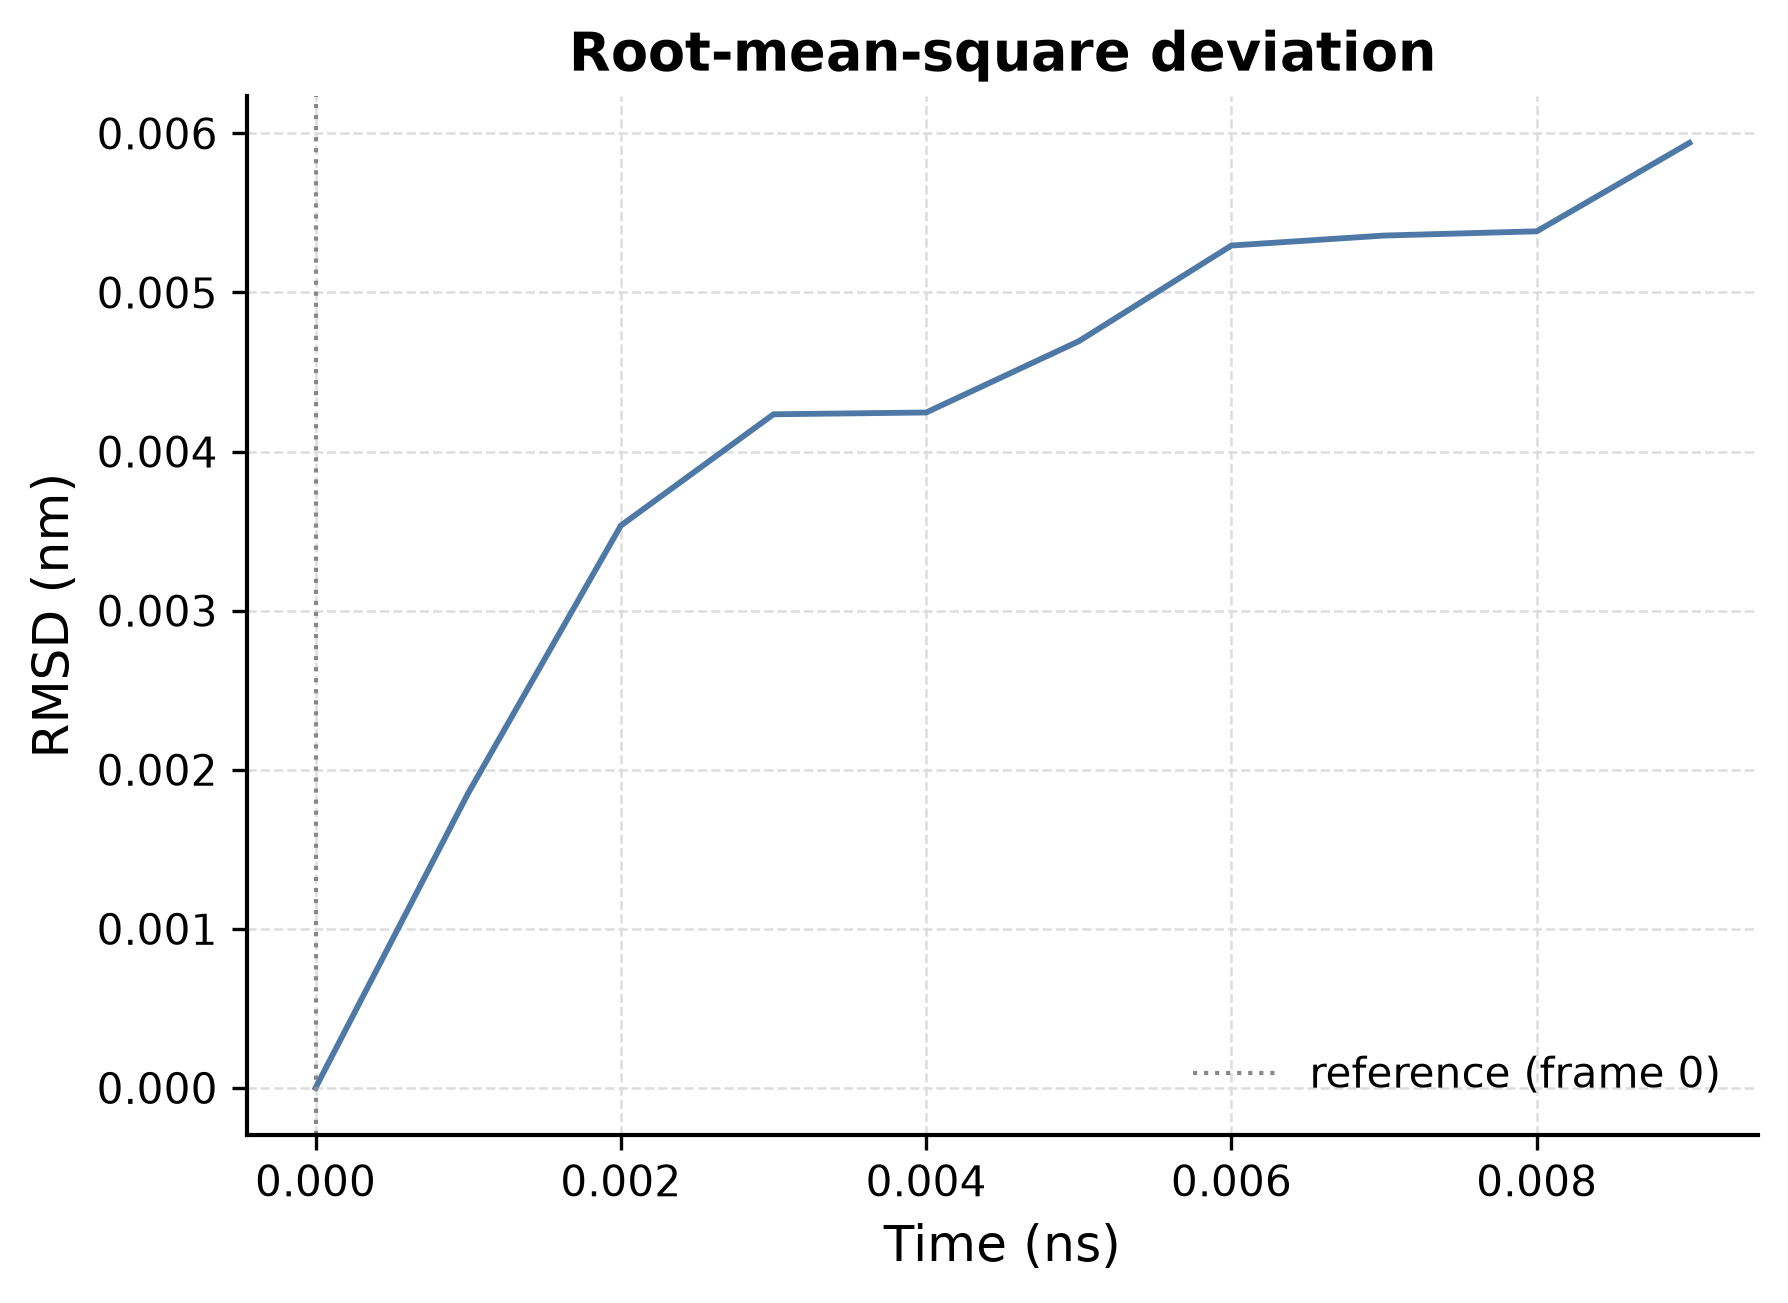 Root-mean-square deviation
0.006
0.005
0.004
0.003
0.002
0.001
0.000
RMSD (nm)
reference (frame 0)
0.000 0.002 0.004 0.006 0.008
Time (ns)